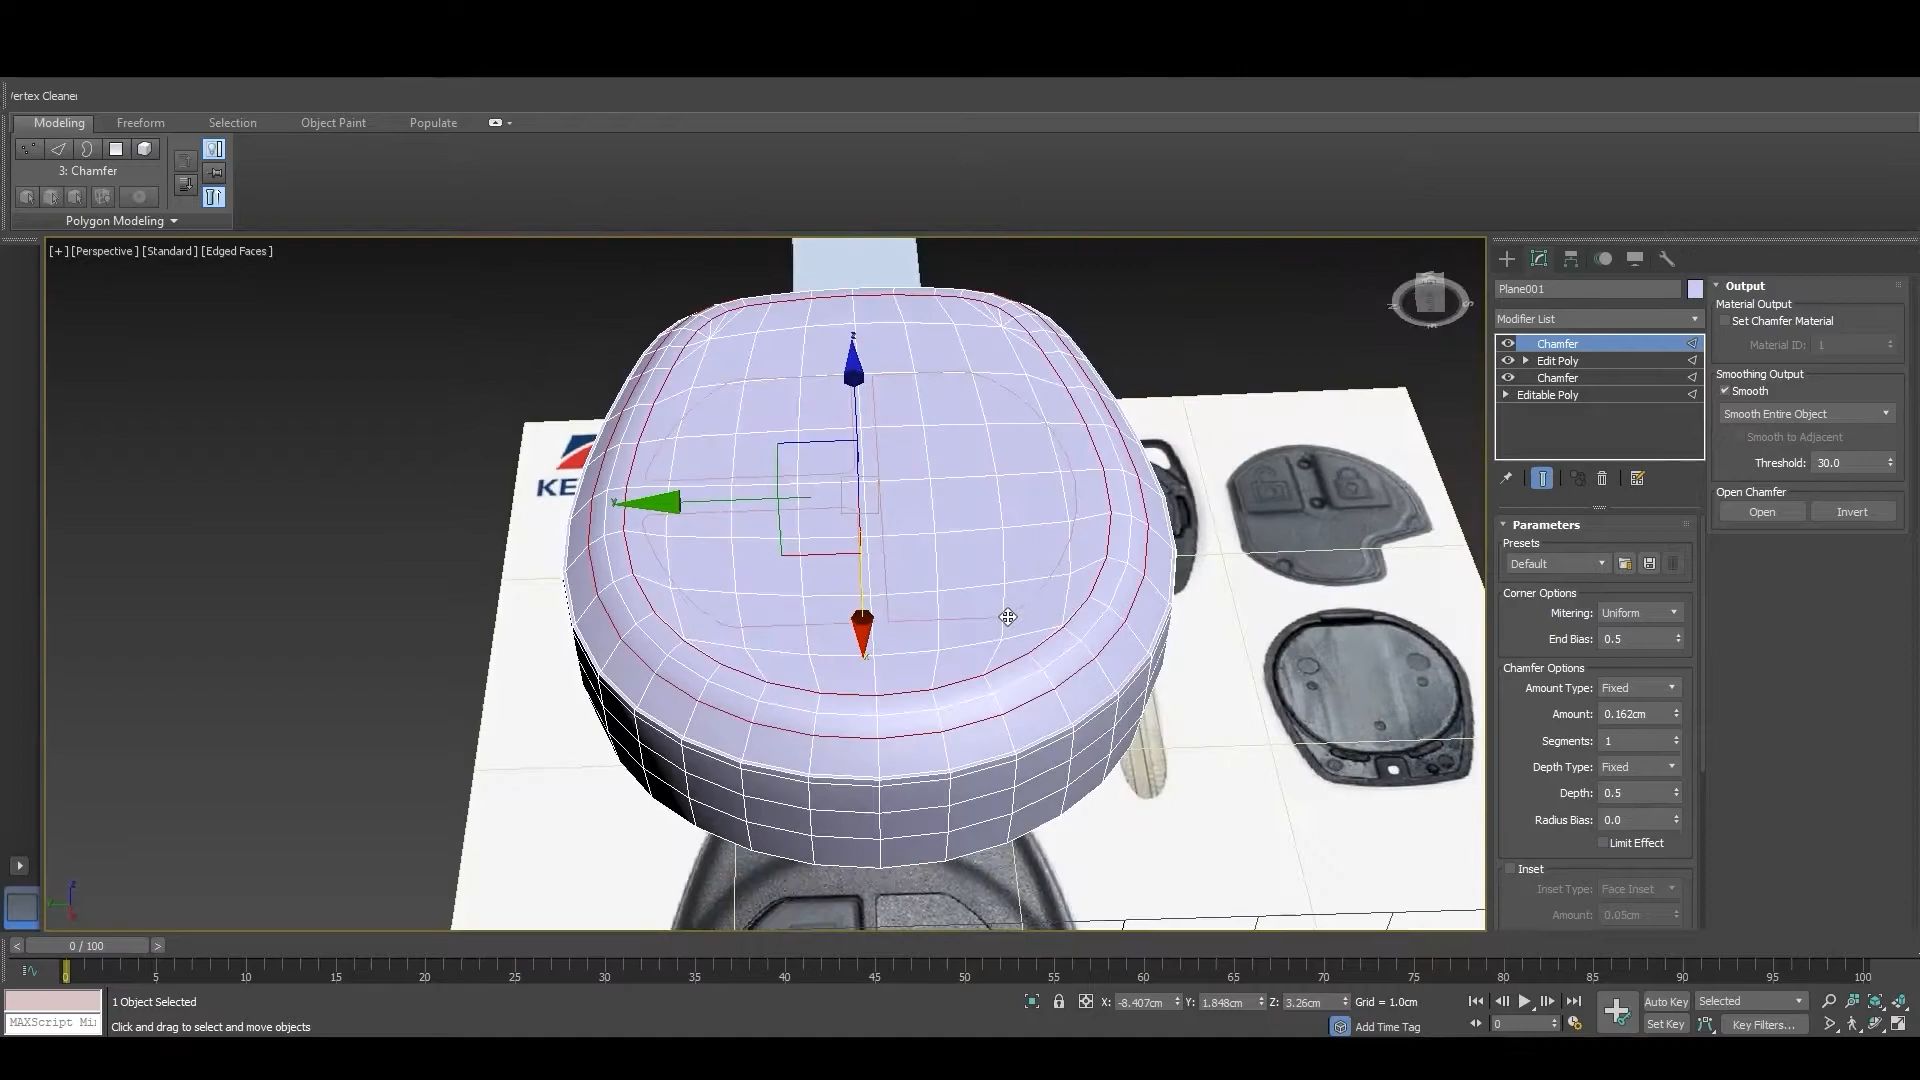 Vertex Cleaner
Modeling Freeform Selection Object Paint Populate
3: Chamfer
Polygon Modeling
[+] [Perspective] [Standard] [Edged Faces]
KE
Plane001
Modifier List
Chamfer
Edit Poly
Chamfer
Editable Poly
Parameters
Presets
Default
Corner Options
Mitering: Uniform
End Bias: 0.5
Chamfer Options
Amount Type: Fixed
Amount: 0.162cm
Segments: 1
Depth Type: Fixed
Depth: 0.5
Radius Bias: 0.0
Limit Effect
Inset
Inset Type: Face Inset
Amount: 0.05cm
Output
Material Output
Set Chamfer Material
Material ID: 1
Smoothing Output
Smooth
Smooth Entire Object
Smooth to Adjacent
Threshold: 30.0
Open Chamfer
Open Invert
< 0 / 100 >
0 5 10 15 20 25 30 35 40 45 50 55 60 65 70 75 80 85 90 95 100
MAXScript Mi
1 Object Selected
Click and drag to select and move objects
X: -8.407cm Y: 1.848cm Z: 3.26cm Grid = 1.0cm
Add Time Tag
0
Auto Key Selected
Set Key Key Filters...